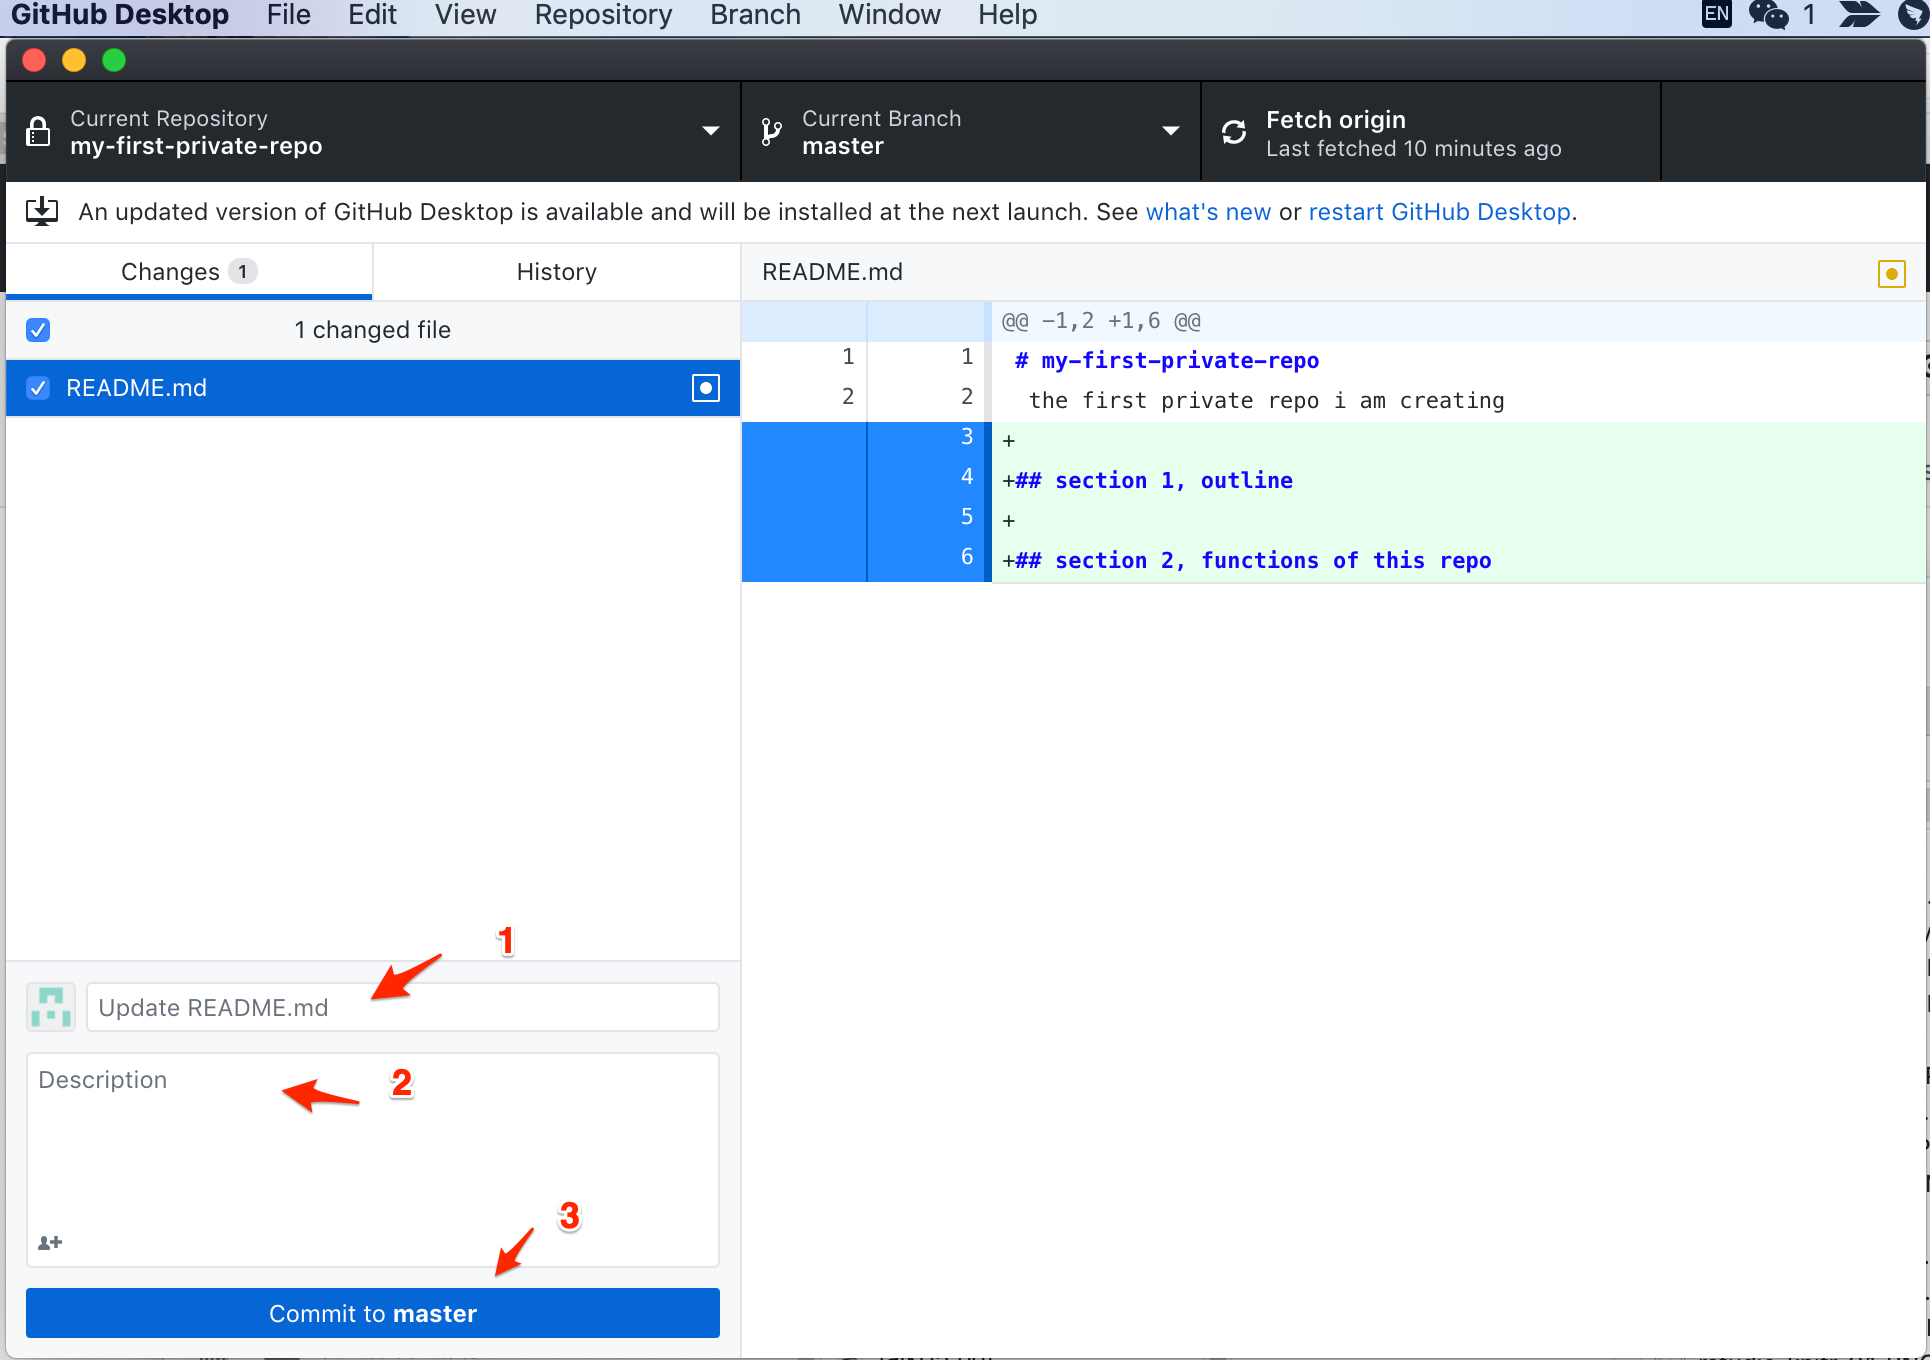 GitHub Desktop File Edit View Repository Branch Window Help EN 1
Current Repository
my-first-private-repo
Current Branch
master
Fetch origin
Last fetched 10 minutes ago
An updated version of GitHub Desktop is available and will be installed at the next launch. See what's new or restart GitHub Desktop.
Changes 1
History
README.md
1 changed file
README.md
@@ -1,2 +1,6 @@
1 1 # my-first-private-repo
2 2 the first private repo i am creating
3 +
4 +## section 1, outline
5 +
6 +## section 2, functions of this repo
1
Update README.md
Description
2
3
Commit to master